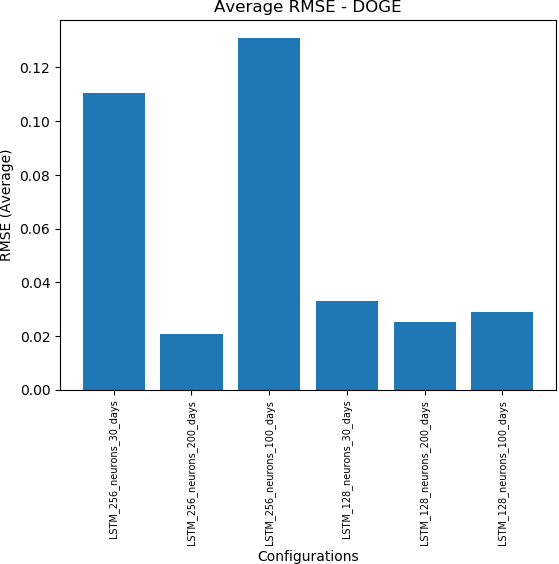 Average RMSE - DOGE
RMSE (Average)
0.12
0.10
0.08
0.06
0.04
0.02
0.00
LSTM_256_neurons_30_days
LSTM_256_neurons_200_days
LSTM_256_neurons_100_days
LSTM_128_neurons_30_days
LSTM_128_neurons_200_days
LSTM_128_neurons_100_days
Configurations